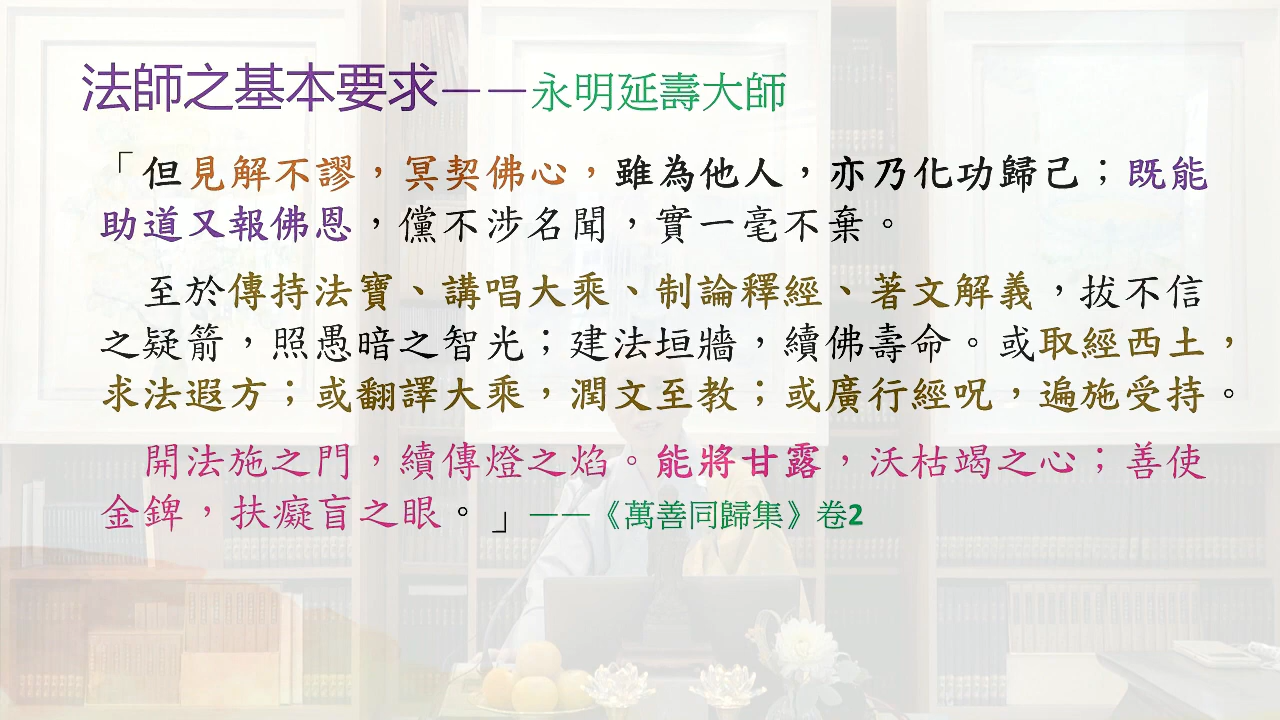 法師之基本要求——永明延壽大師
「但見解不謬，冥契佛心，雖為他人，亦乃化功歸己；既能
助道又報佛恩，儻不涉名聞，實一毫不棄。
至於傳持法寶、講唱大乘、制論釋經、著文解義，拔不信
之疑箭，照愚暗之智光；建法垣牆，續佛壽命。或取經西土，
求法遐方；或翻譯大乘，潤文至教；或廣行經呪，遍施受持。
開法施之門，續傳燈之焰。能將甘露，沃枯竭之心；善使
金錍，扶癡盲之眼。」——《萬善同歸集》卷2